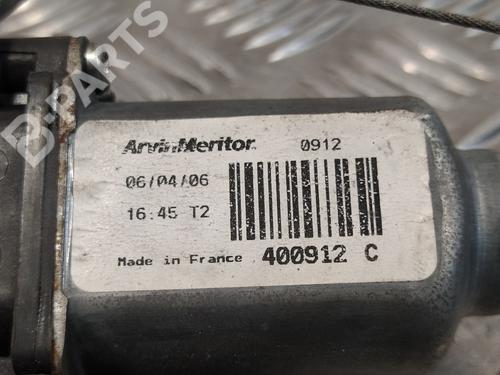 B-PARTS
ArvinMeritor 0912
06/04/06
16:45 T2
Made in France 400912 C